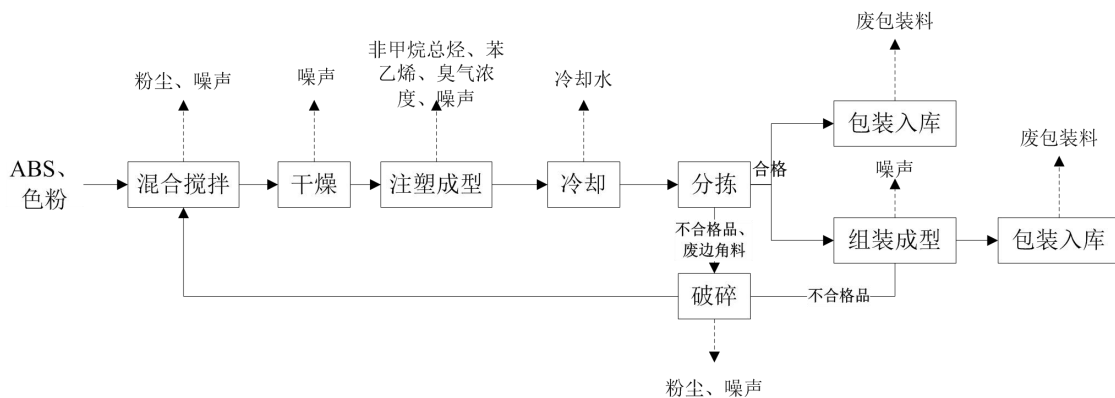 废包装料
非甲烷总烃、苯
乙烯、臭气浓
度、噪声
粉尘、噪声
噪声
冷却水
包装入库
废包装料
噪声
ABS、
色粉
混合搅拌
干燥
注塑成型
冷却
分拣
合格
不合格品、
废边角料
组装成型
包装入库
破碎
不合格品
粉尘、噪声